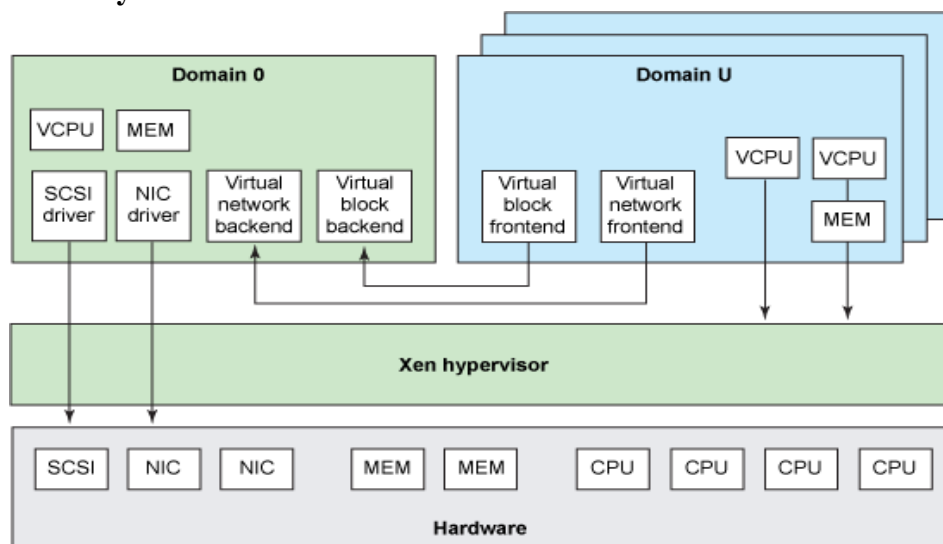 Domain 0
Domain U
VCPU
MEM
VCPU
VCPU
SCSI
driver
NIC
driver
Virtual
network
backend
Virtual
block
backend
Virtual
block
frontend
Virtual
network
frontend
MEM
Xen hypervisor
SCSI
NIC
NIC
MEM
MEM
CPU
CPU
CPU
CPU
Hardware